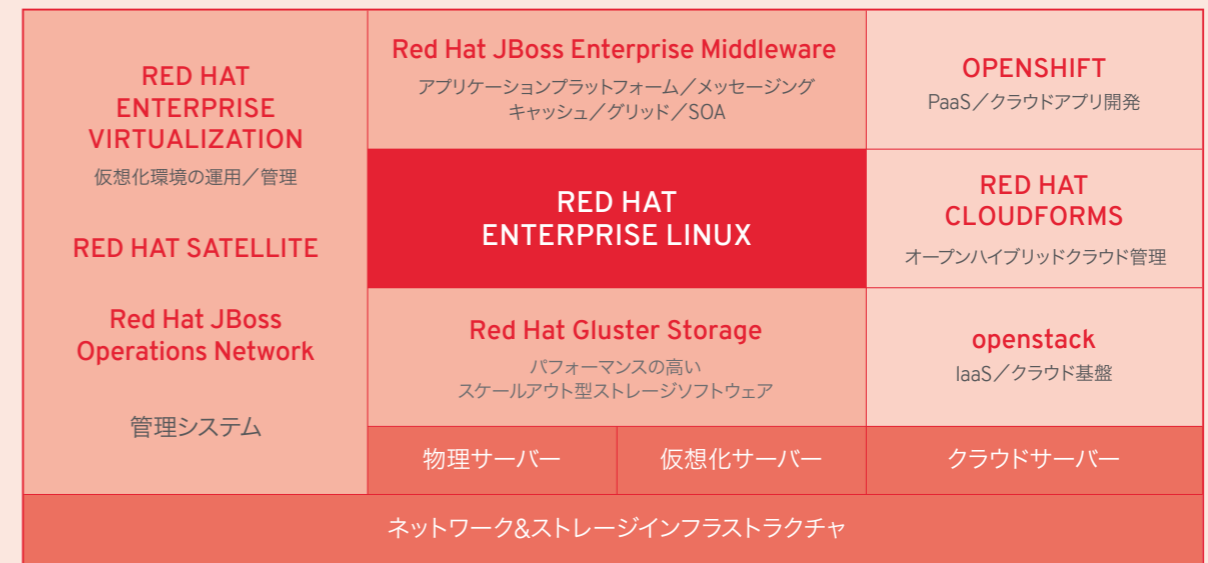 RED HAT
ENTERPRISE
VIRTUALIZATION
仮想化環境の運用／管理
RED HAT SATELLITE
Red Hat JBoss
Operations Network
管理システム
Red Hat JBoss Enterprise Middleware
アプリケーションプラットフォーム／メッセージング
キャッシュ／グリッド／SOA
RED HAT
ENTERPRISE LINUX
Red Hat Gluster Storage
パフォーマンスの高い
スケールアウト型ストレージソフトウェア
OPENSHIFT
PaaS／クラウドアプリ開発
RED HAT
CLOUDFORMS
オープンハイブリッドクラウド管理
openstack
IaaS／クラウド基盤
物理サーバー
仮想化サーバー
クラウドサーバー
ネットワーク&ストレージインフラストラクチャ